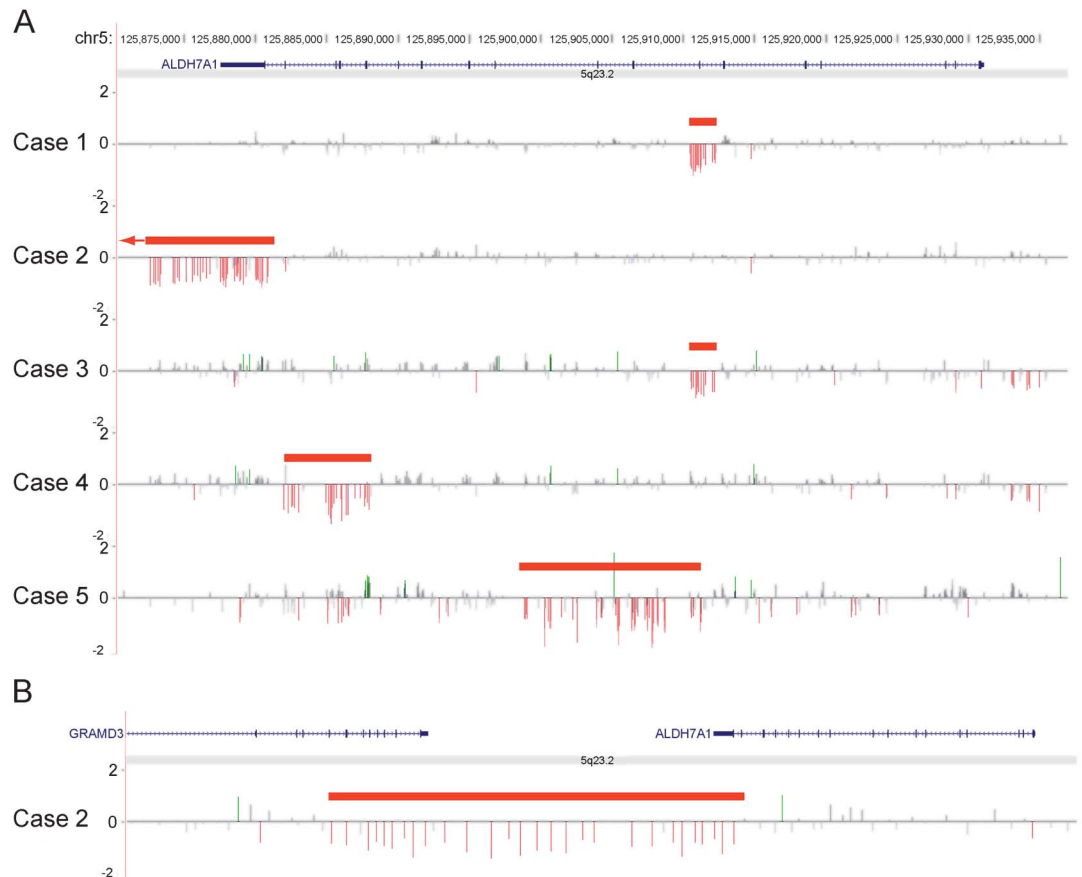 A
chr5: 125,875,000 125,880,000 125,885,000 125,890,000 125,895,000 125,900,000 125,905,000 125,910,000 125,915,000 125,920,000 125,925,000 125,930,000 125,935,000
ALDH7A1
5q23.2
2
Case 1 0
-2
2
Case 2 0
-2
2
Case 3 0
-2
2
Case 4 0
-2
2
Case 5 0
-2
B
GRAMD3 ALDH7A1
5q23.2
2
Case 2 0
-2